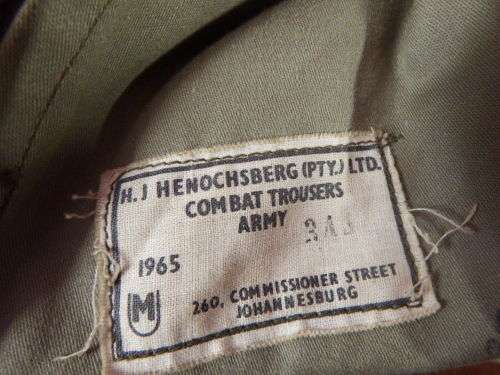 H.J HENOCHSBERG (PTY.) LTD.
COMBAT TROUSERS
ARMY
1965
M
260, COMMISSIONER STREET
JOHANNESBURG